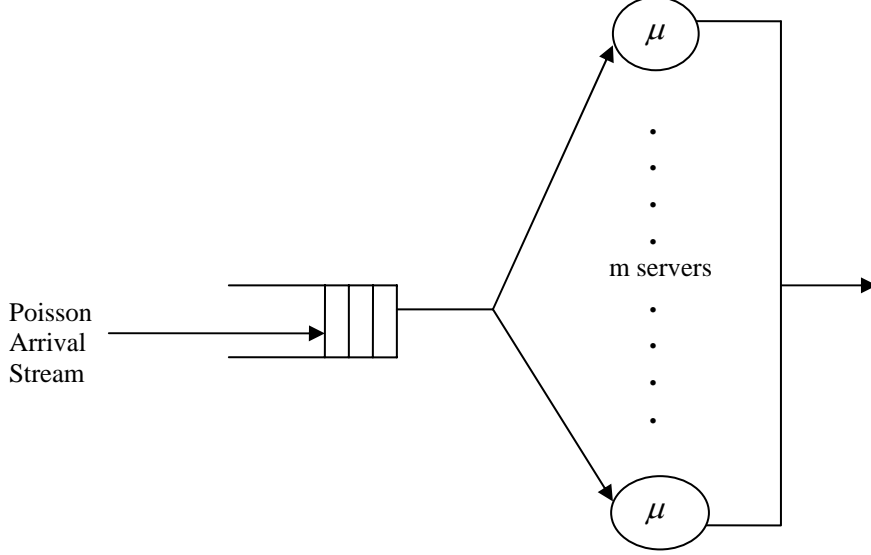 μ
m servers
Poisson
Arrival
Stream
μ